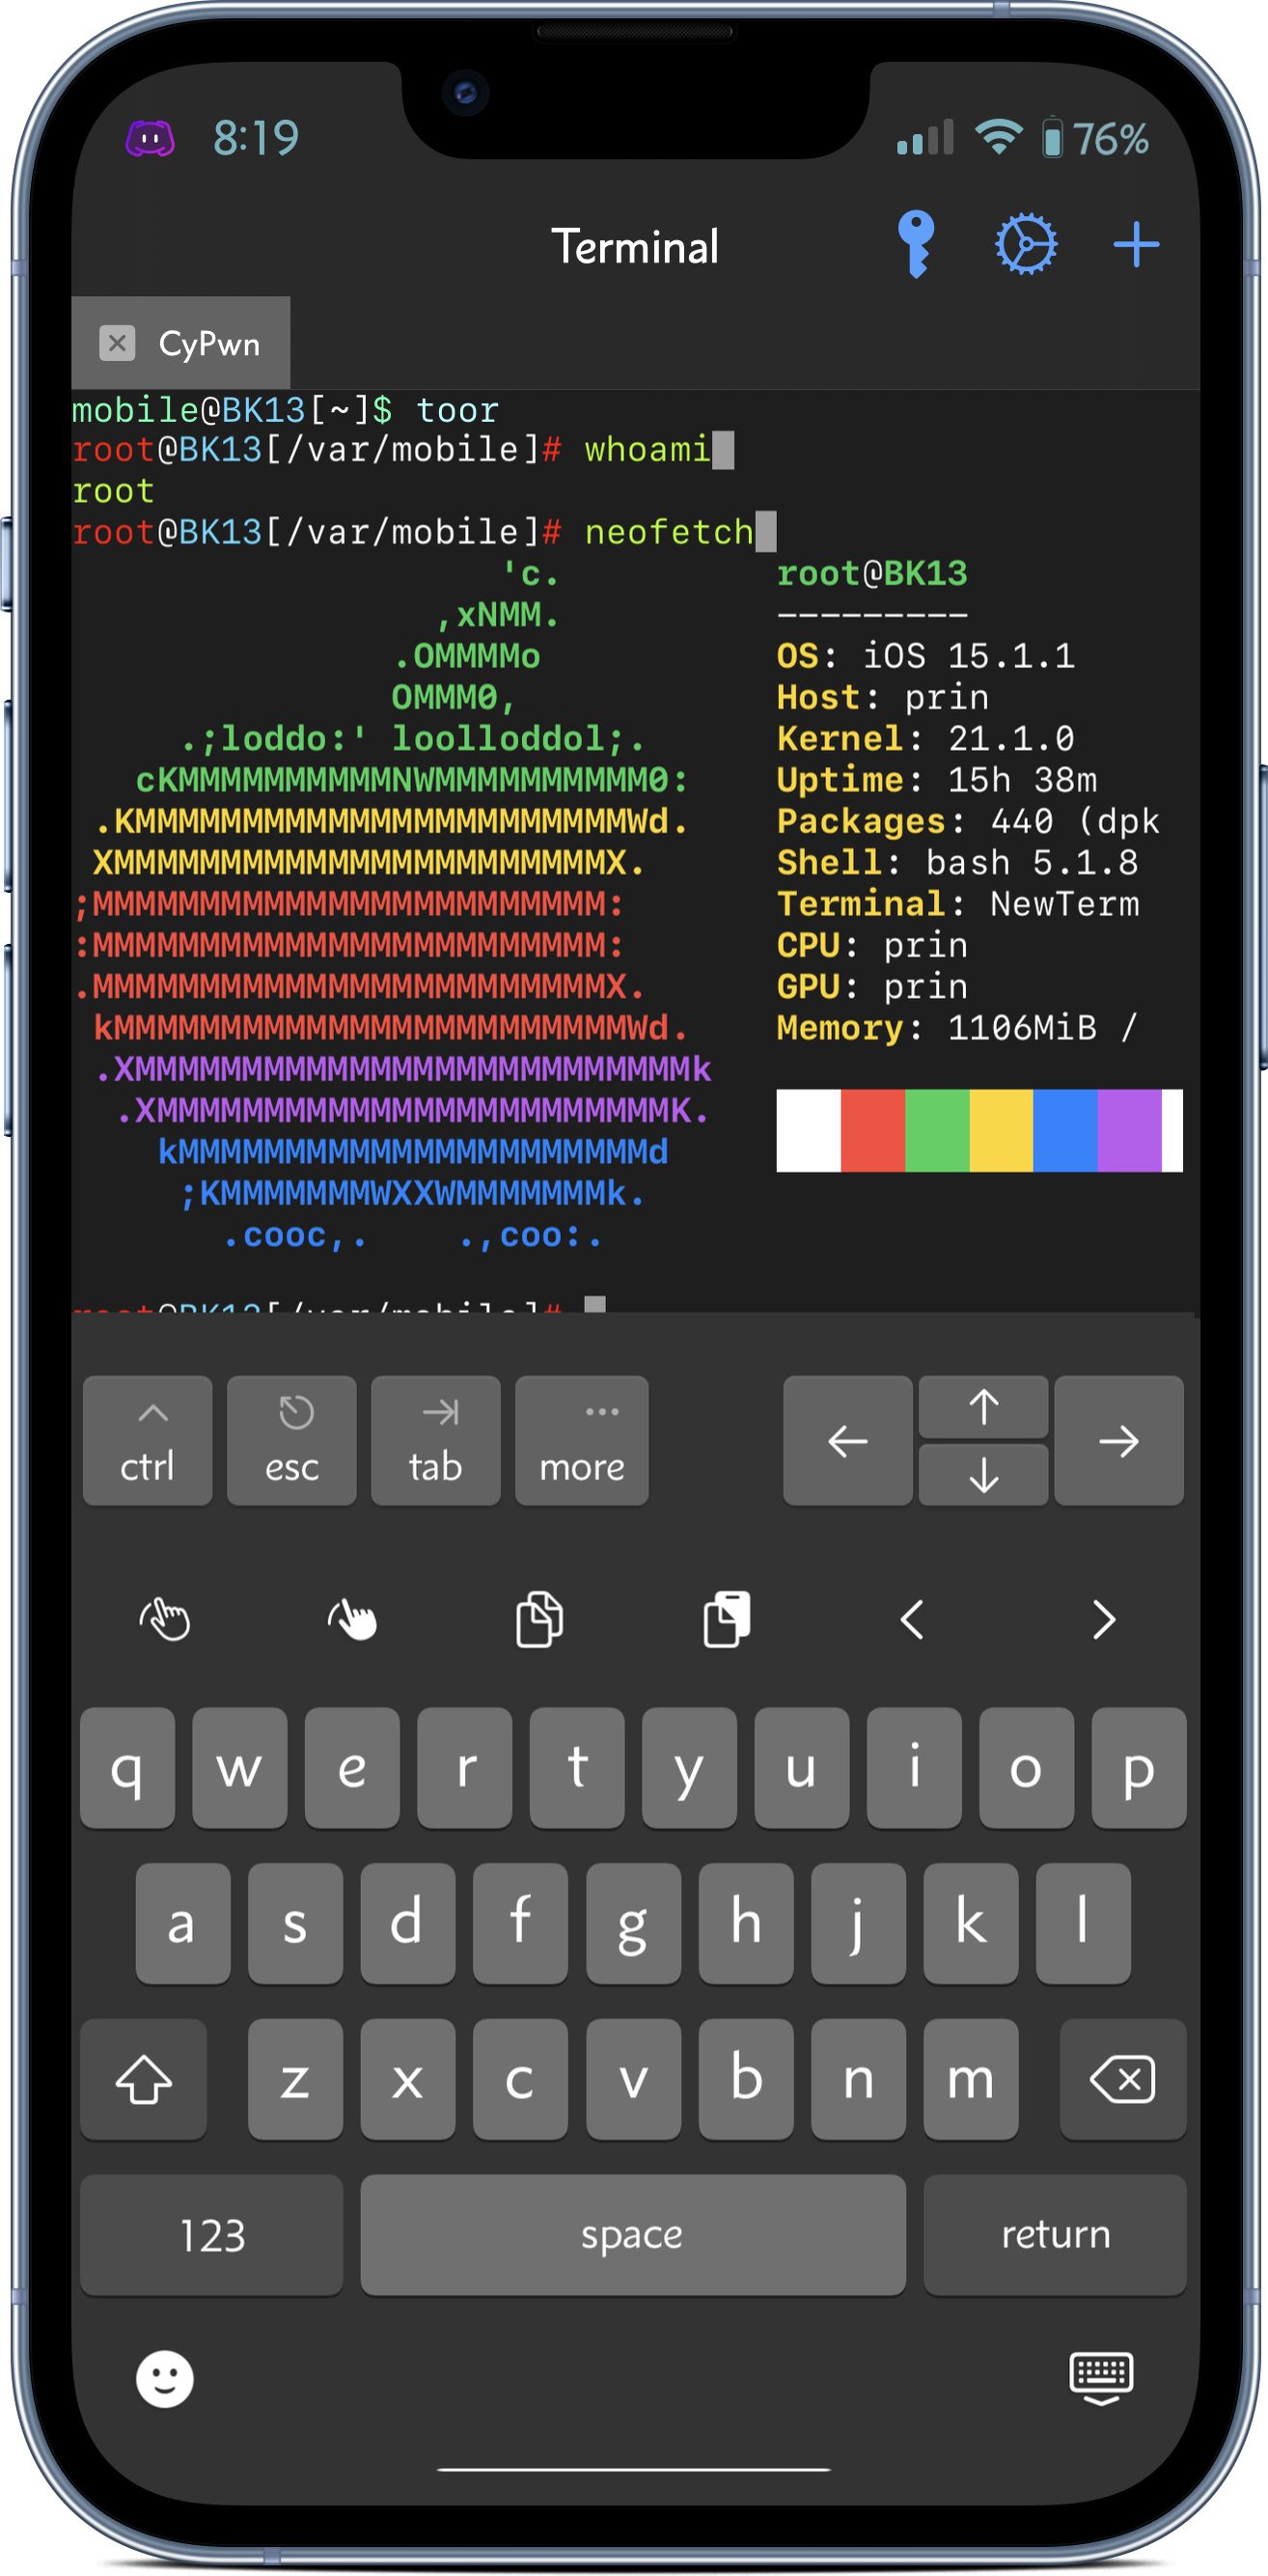 8:19
76%
Terminal
CyPwn
mobile@BK13[~]$ toor
root@BK13[/var/mobile]# whoami
root
root@BK13[/var/mobile]# neofetch
'c.
,xNMM.
.OMMMMo
OMMM0,
.;loddo:' loolloddol;.
cKMMMMMMMMMMNWMMMMMMMMMM0:
.KMMMMMMMMMMMMMMMMMMMMMMMWd.
XMMMMMMMMMMMMMMMMMMMMMMMX.
;MMMMMMMMMMMMMMMMMMMMMMMM:
:MMMMMMMMMMMMMMMMMMMMMMMM:
.MMMMMMMMMMMMMMMMMMMMMMMMX.
kMMMMMMMMMMMMMMMMMMMMMMMMWd.
.XMMMMMMMMMMMMMMMMMMMMMMMMMMk
.XMMMMMMMMMMMMMMMMMMMMMMMMK.
kMMMMMMMMMMMMMMMMMMMMMMd
;KMMMMMMMWXXWMMMMMMMk.
.cooc,. .,coo:.
root@BK13
---------
OS: iOS 15.1.1
Host: prin
Kernel: 21.1.0
Uptime: 15h 38m
Packages: 440 (dpk
Shell: bash 5.1.8
Terminal: NewTerm
CPU: prin
GPU: prin
Memory: 1106MiB /
root@BK13[/var/mobile]#
ctrl esc tab more
q w e r t y u i o p
a s d f g h j k l
z x c v b n m
123 space return